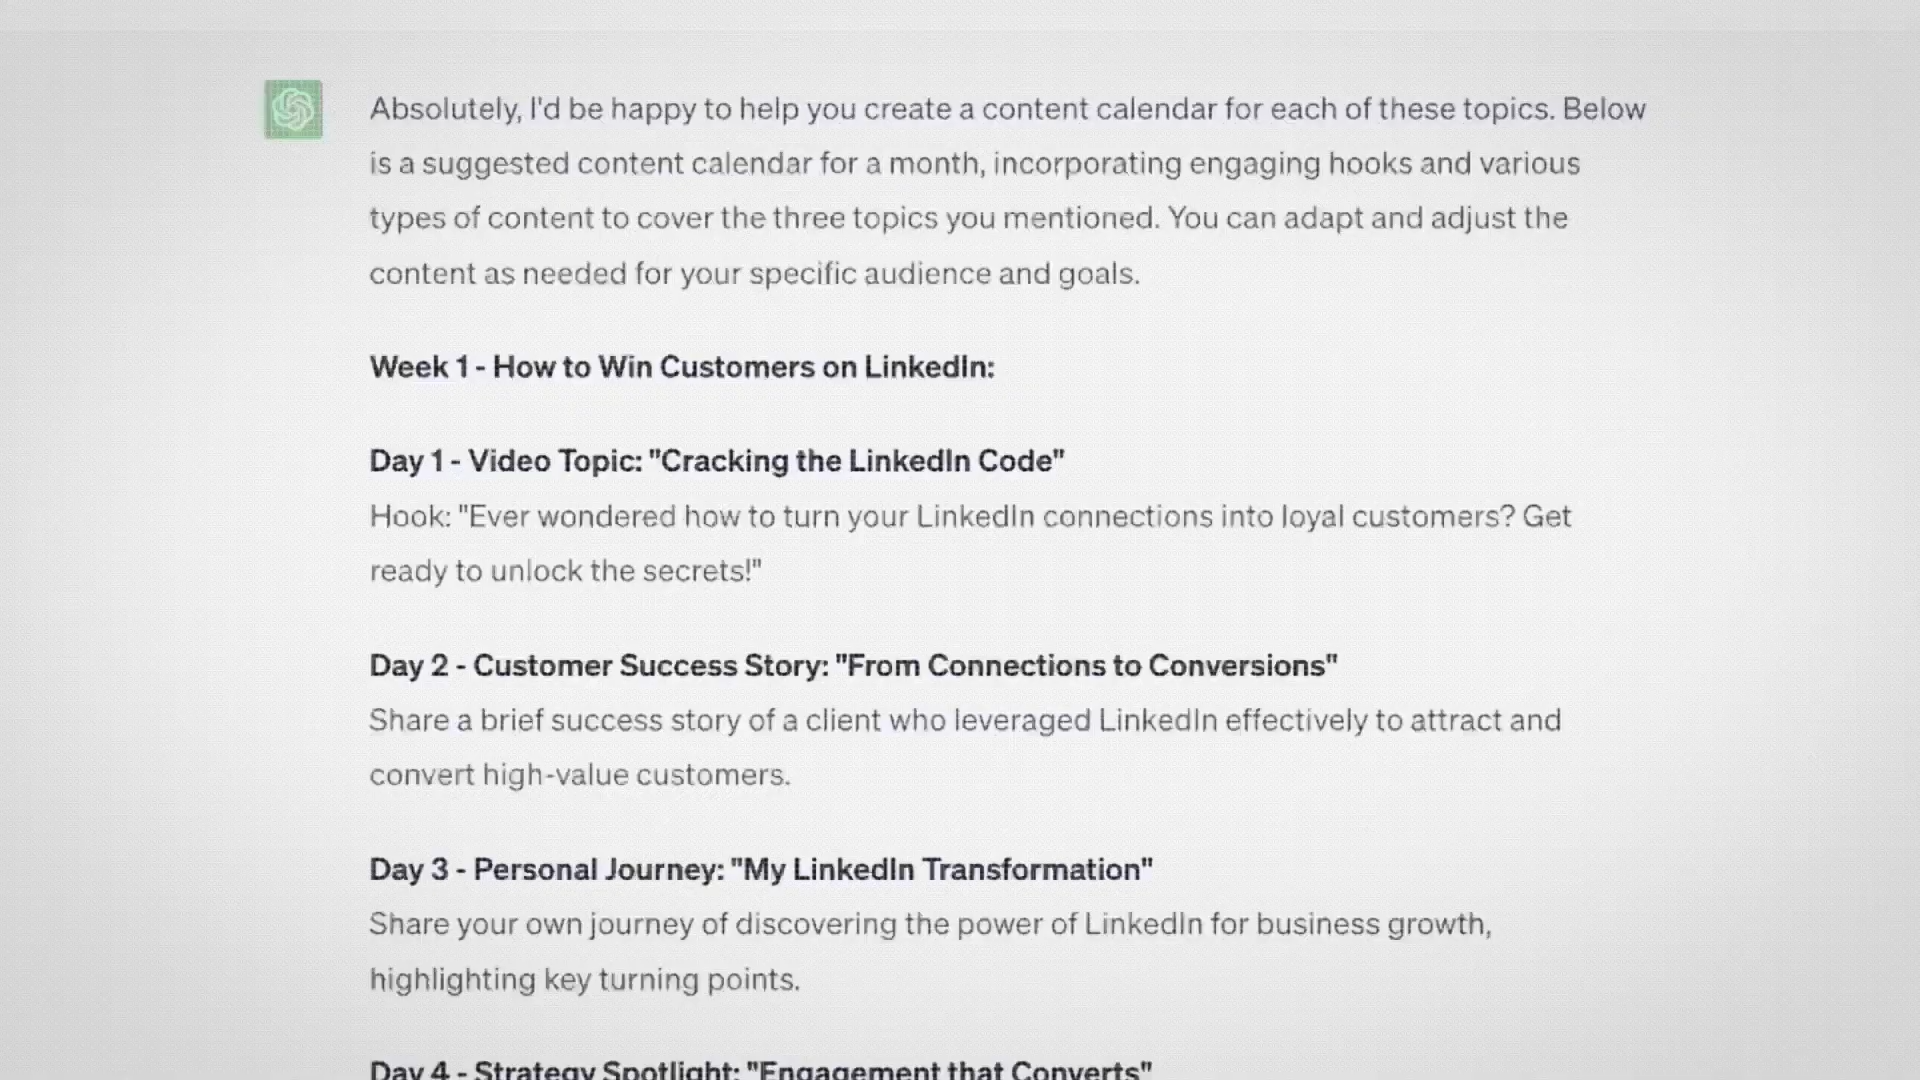 Absolutely, I'd be happy to help you create a content calendar for each of these topics. Below
is a suggested content calendar for a month, incorporating engaging hooks and various
types of content to cover the three topics you mentioned. You can adapt and adjust the
content as needed for your specific audience and goals.
Week 1 - How to Win Customers on LinkedIn:
Day 1 - Video Topic: "Cracking the LinkedIn Code"
Hook: "Ever wondered how to turn your LinkedIn connections into loyal customers? Get
ready to unlock the secrets!"
Day 2 - Customer Success Story: "From Connections to Conversions"
Share a brief success story of a client who leveraged LinkedIn effectively to attract and
convert high-value customers.
Day 3 - Personal Journey: "My LinkedIn Transformation"
Share your own journey of discovering the power of LinkedIn for business growth,
highlighting key turning points.
Day 4 - Strategy Spotlight: "Engagement that Converts"